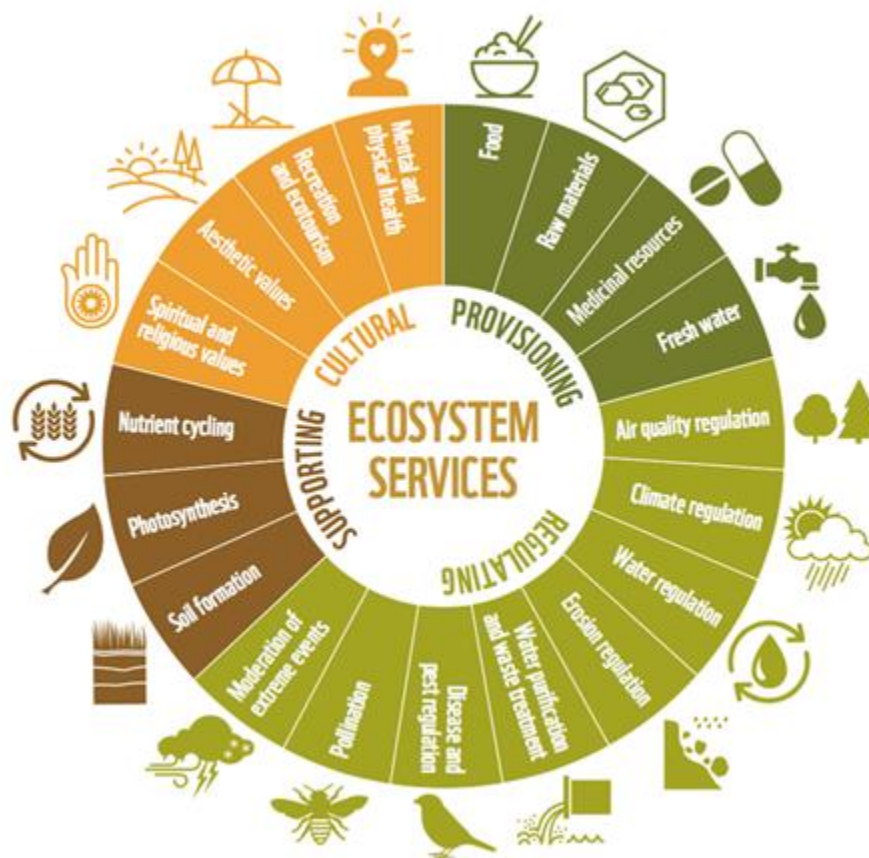 ECOSYSTEM
SERVICES
PROVISIONING
Food
Raw materials
Medicinal resources
Fresh water
REGULATING
Air quality regulation
Climate regulation
Water regulation
Erosion regulation
Water purification
and waste treatment
Disease and
pest regulation
Pollination
Moderation of
extreme events
SUPPORTING
Soil formation
Photosynthesis
Nutrient cycling
CULTURAL
Spiritual and
religious values
Aesthetic values
Recreation
and ecotourism
Mental and
physical health